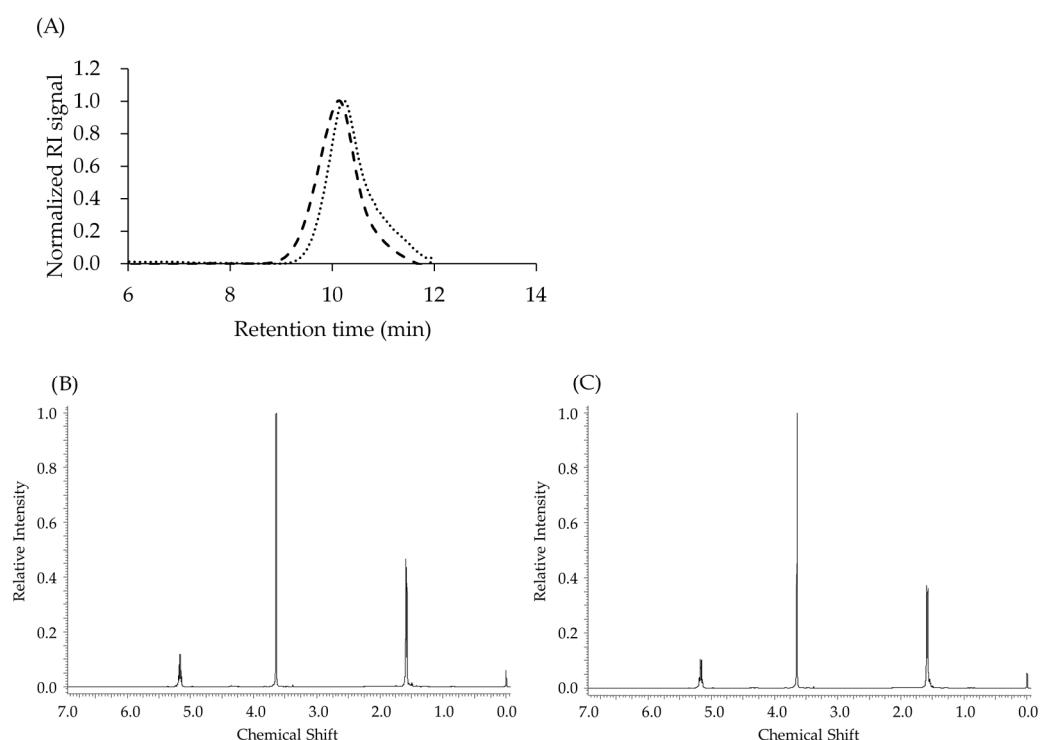 (A)
Normalized RI signal
1.2
1.0
0.8
0.6
0.4
0.2
0.0
6 8 10 12 14
Retention time (min)
(B)
Relative Intensity
1.0
0.8
0.6
0.4
0.2
0.0
7.0 6.0 5.0 4.0 3.0 2.0 1.0 0.0
Chemical Shift
(C)
Relative Intensity
1.0
0.8
0.6
0.4
0.2
0.0
7.0 6.0 5.0 4.0 3.0 2.0 1.0 0.0
Chemical Shift